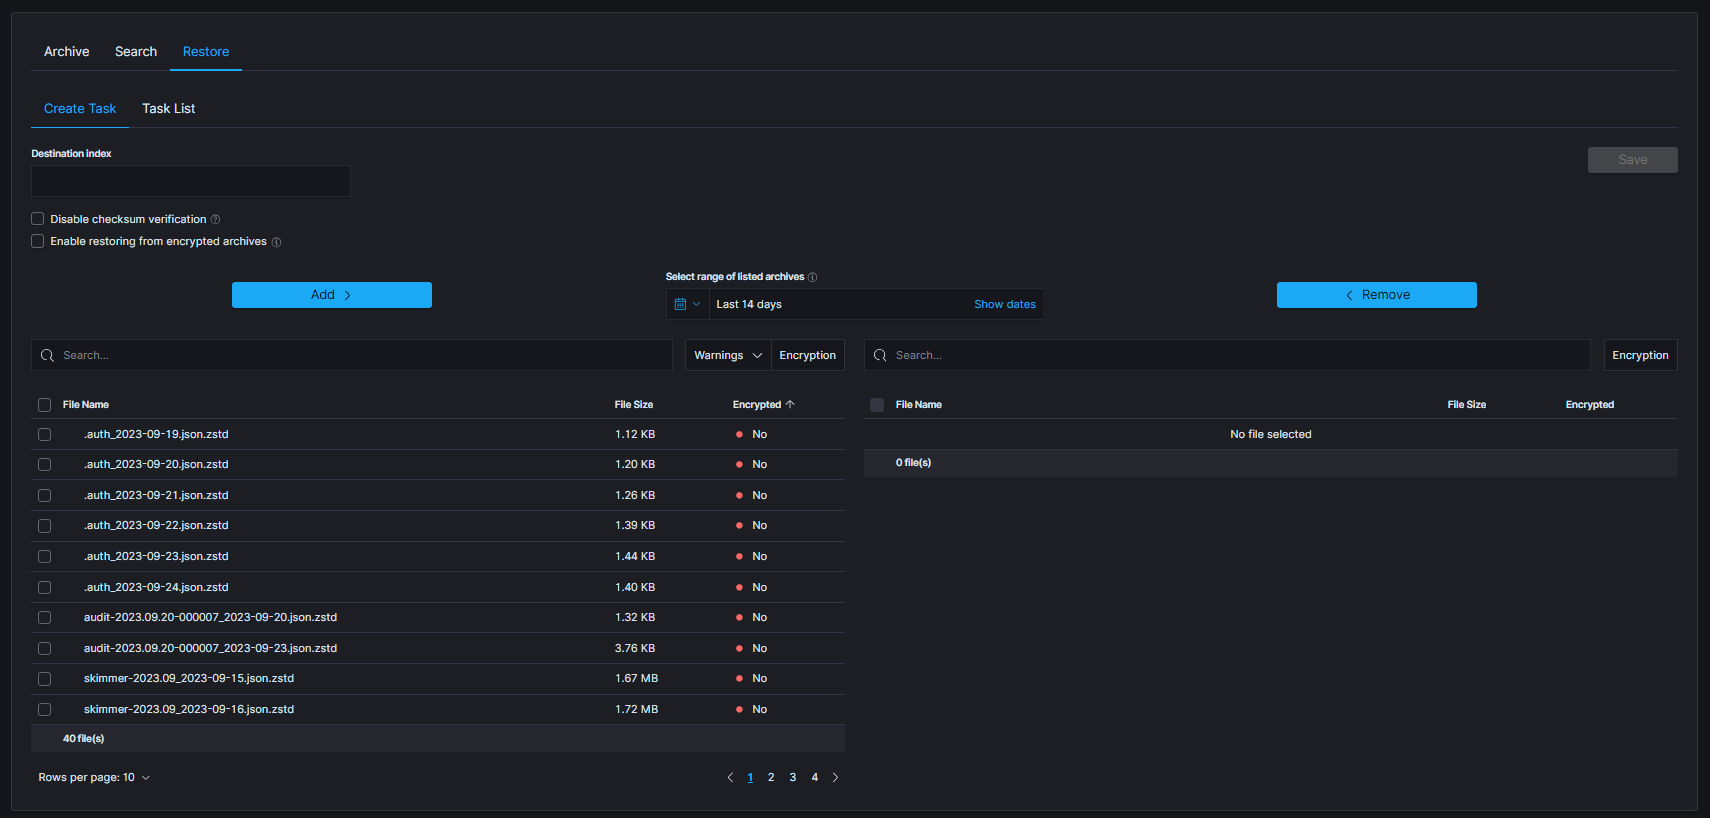 Archive Search Restore
Create Task Task List
Destination index
Save
Disable checksum verification
Enable restoring from encrypted archives
Select range of listed archives
Add
Last 14 days Show dates
Remove
Search... Warnings Encryption
Search... Encryption
File Name File Size Encrypted
.auth_2023-09-19.json.zstd 1.12 KB No
.auth_2023-09-20.json.zstd 1.20 KB No
.auth_2023-09-21.json.zstd 1.26 KB No
.auth_2023-09-22.json.zstd 1.39 KB No
.auth_2023-09-23.json.zstd 1.44 KB No
.auth_2023-09-24.json.zstd 1.40 KB No
audit-2023.09.20-000007_2023-09-20.json.zstd 1.32 KB No
audit-2023.09.20-000007_2023-09-23.json.zstd 3.76 KB No
skimmer-2023.09_2023-09-15.json.zstd 1.67 MB No
skimmer-2023.09_2023-09-16.json.zstd 1.72 MB No
40 file(s)
Rows per page: 10
1 2 3 4
File Name File Size Encrypted
No file selected
0 file(s)